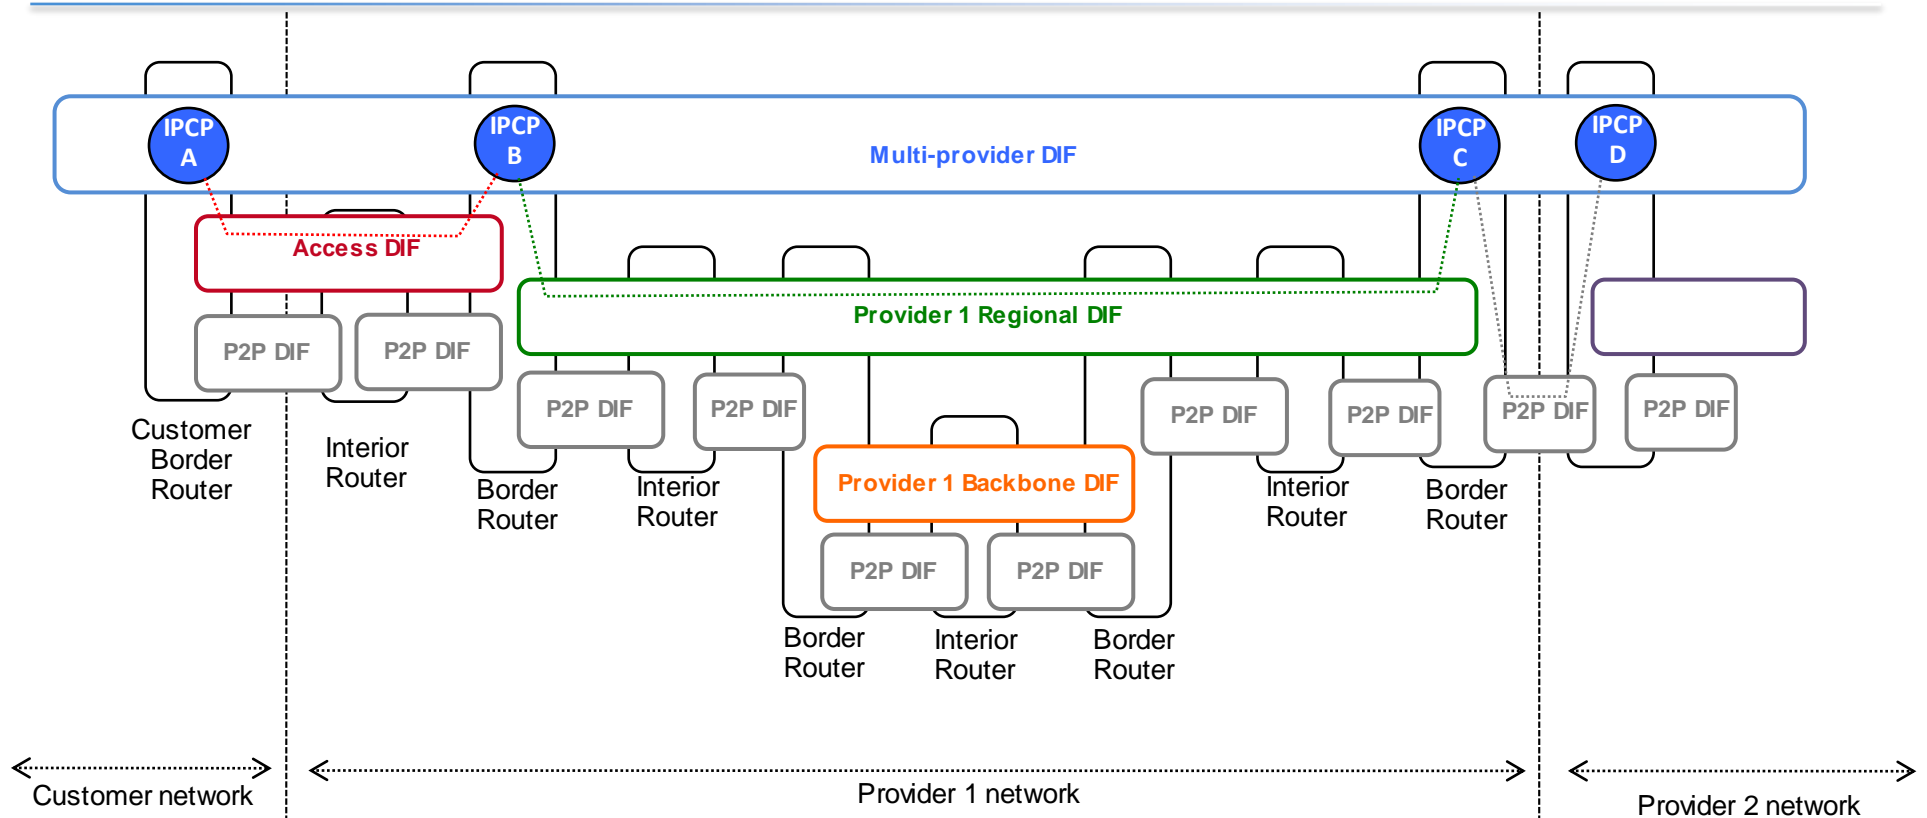 IPCP
A
IPCP
B
Multi-provider DIF
IPCP
C
IPCP
D
Access DIF
Provider 1 Regional DIF
P2P DIF
P2P DIF
P2P DIF
P2P DIF
P2P DIF
P2P DIF
P2P DIF
P2P DIF
Customer
Border
Router
Interior
Router
Border
Router
Interior
Router
Provider 1 Backbone DIF
Interior
Router
Border
Router
P2P DIF
P2P DIF
Border
Router
Interior
Router
Border
Router
Customer network
Provider 1 network
Provider 2 network